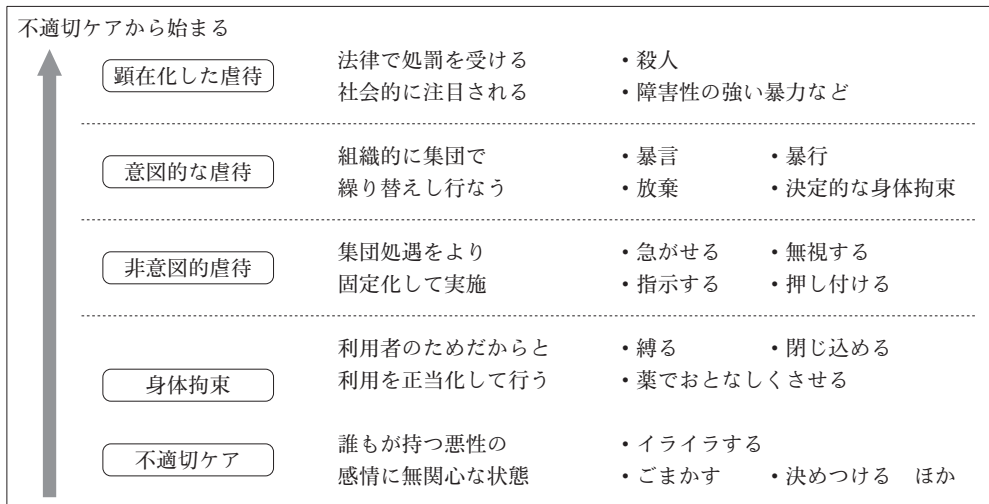 不適切ケアから始まる
顕在化した虐待
法律で処罰を受ける ・殺人
社会的に注目される ・障害性の強い暴力など
意図的な虐待
組織的に集団で ・暴言 ・暴行
繰り替えし行なう ・放棄 ・決定的な身体拘束
非意図的虐待
集団処遇をより ・急がせる ・無視する
固定化して実施 ・指示する ・押し付ける
身体拘束
利用者のためだからと ・縛る ・閉じ込める
利用を正当化して行う ・薬でおとなしくさせる
不適切ケア
誰もが持つ悪性の ・イライラする
感情に無関心な状態 ・ごまかす ・決めつける ほか